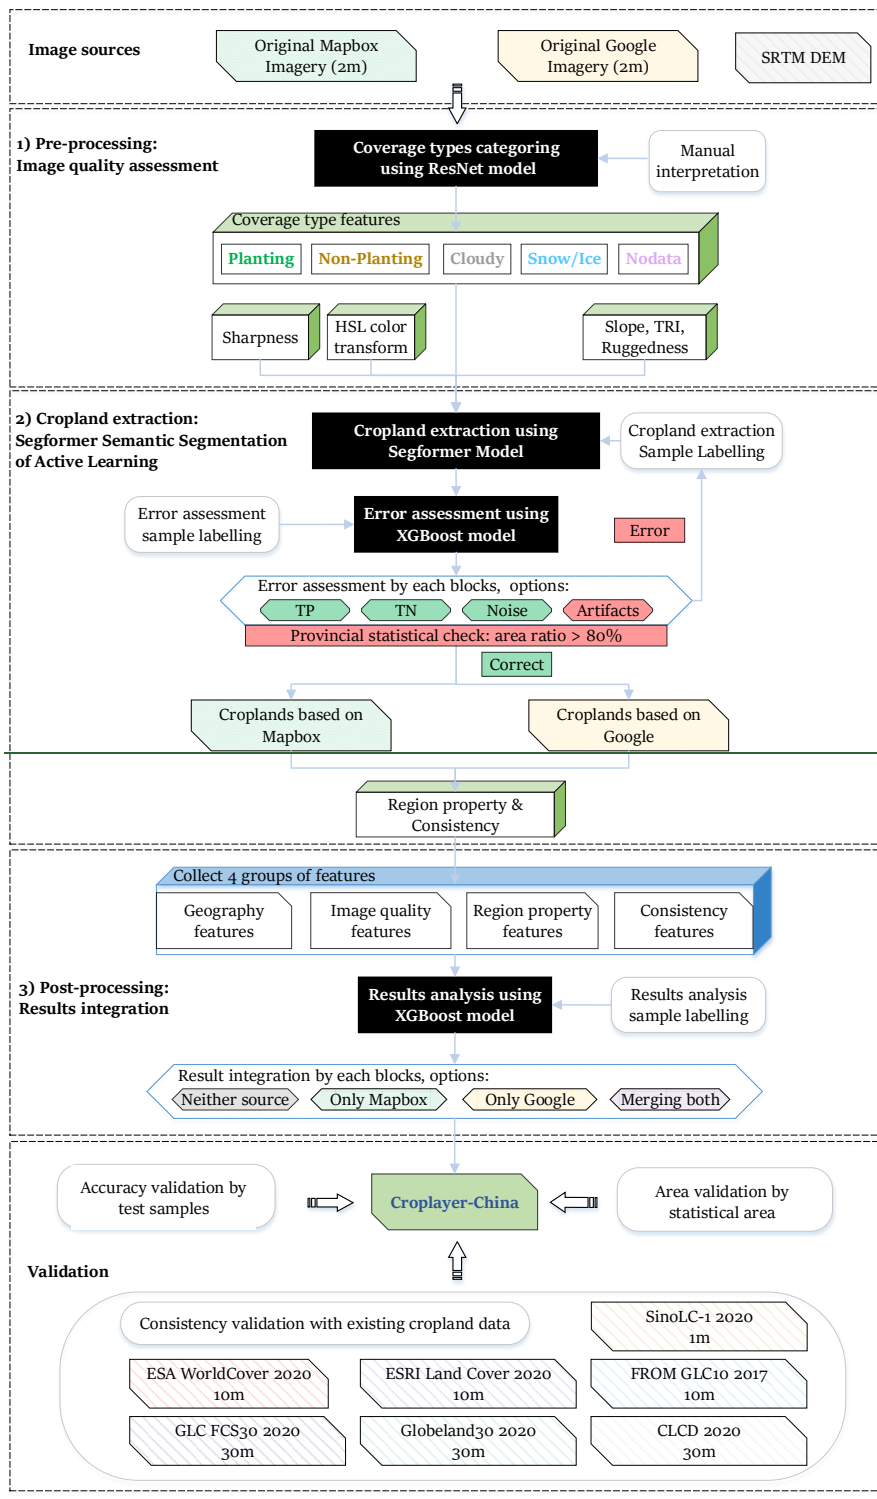 Image sources
Original Mapbox
Imagery (2m)
Original Google
Imagery (2m)
SRTM DEM
1) Pre-processing:
Image quality assessment
Coverage types categoring
using ResNet model
Manual
interpretation
Coverage type features
Planting
Non-Planting
Cloudy
Snow/Ice
Nodata
Sharpness
HSL color
transform
Slope, TRI,
Ruggedness
2) Cropland extraction:
Segformer Semantic Segmentation
of Active Learning
Cropland extraction using
Segformer Model
Cropland extraction
Sample Labelling
Error assessment
sample labelling
Error assessment using
XGBoost model
Error
Error assessment by each blocks, options:
TP
TN
Noise
Artifacts
Provincial statistical check: area ratio > 80%
Correct
Croplands based on
Mapbox
Croplands based on
Google
Region property &
Consistency
Collect 4 groups of features
Geography
features
Image quality
features
Region property
features
Consistency
features
3) Post-processing:
Results integration
Results analysis using
XGBoost model
Results analysis
sample labelling
Result integration by each blocks, options:
Neither source
Only Mapbox
Only Google
Merging both
Accuracy validation by
test samples
Croplayer-China
Area validation by
statistical area
Validation
Consistency validation with existing cropland data
SinoLC-1 2020
1m
ESA WorldCover 2020
10m
ESRI Land Cover 2020
10m
FROM GLC10 2017
10m
GLC FCS30 2020
30m
Globeland30 2020
30m
CLCD 2020
30m